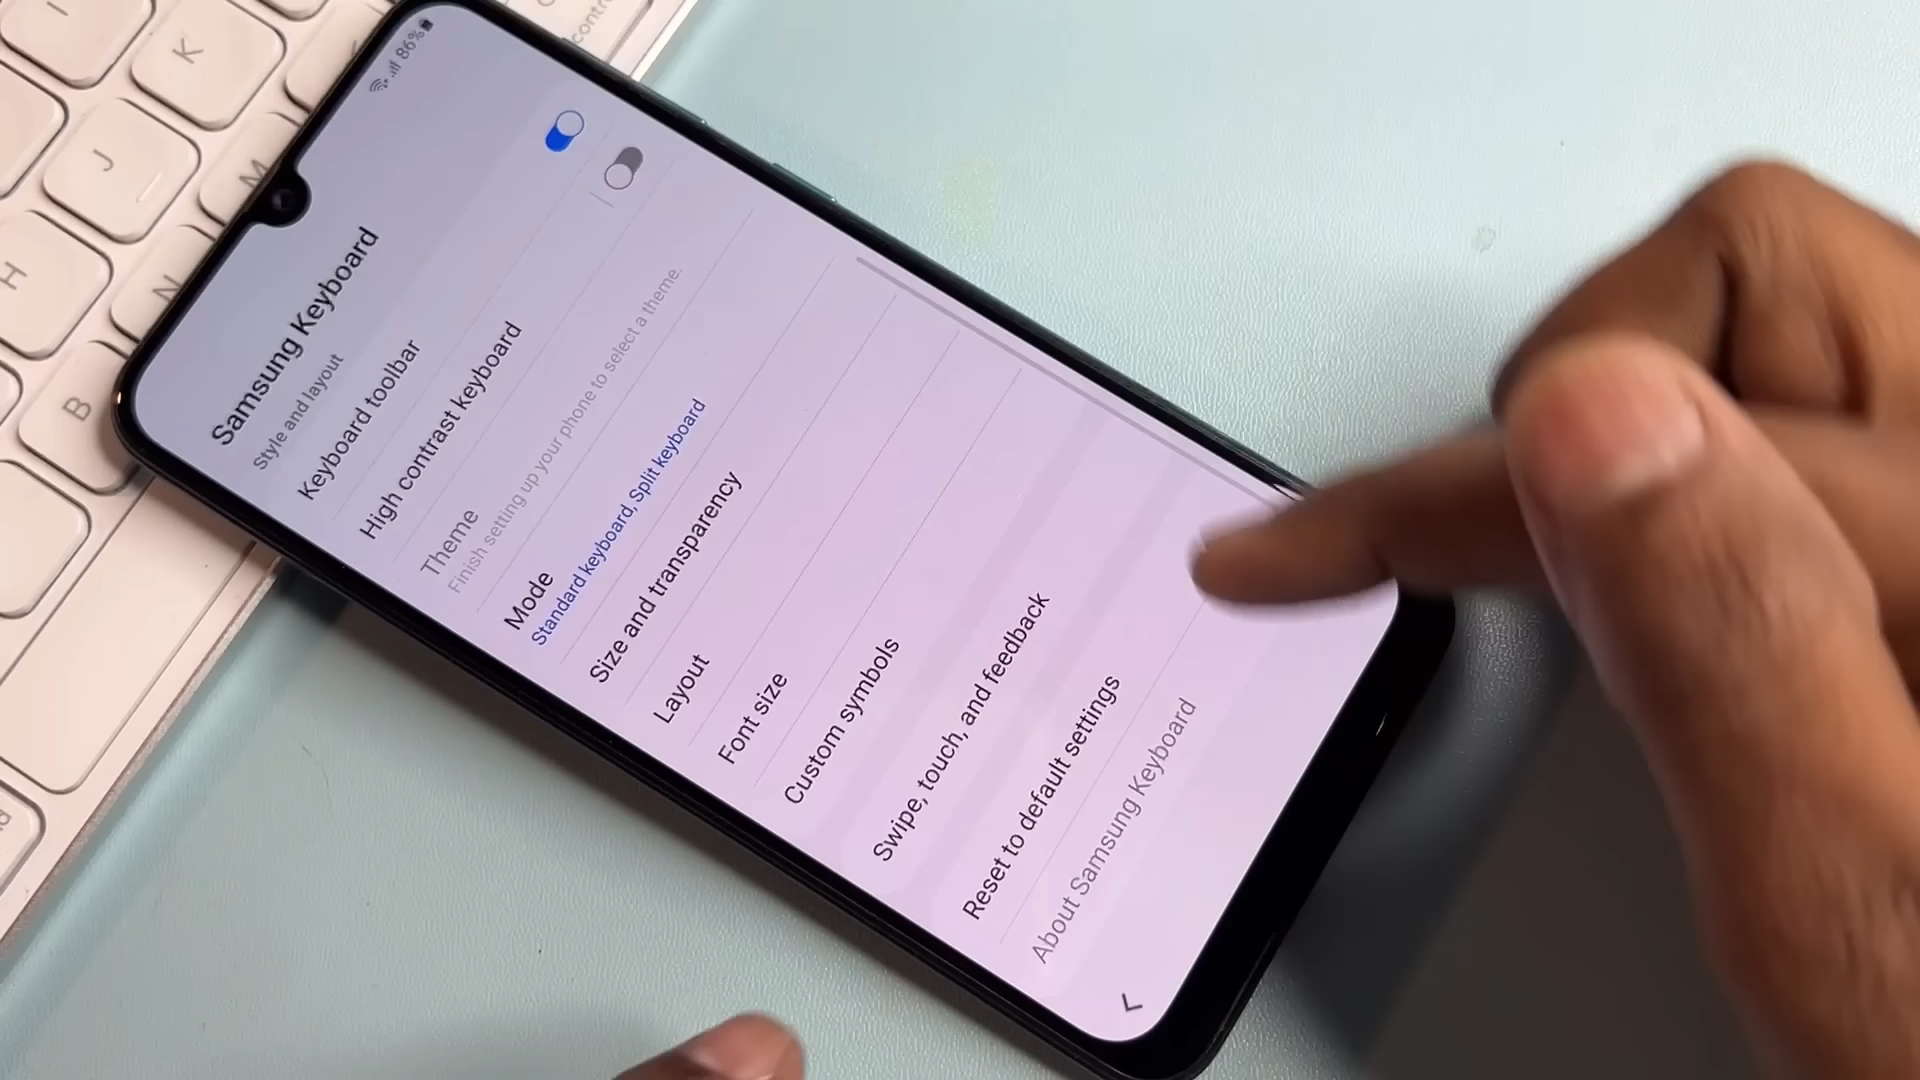 86%
Samsung Keyboard
Style and layout
Keyboard toolbar
High contrast keyboard
Theme
Finish setting up your phone to select a theme.
Mode
Standard keyboard, Split keyboard
Size and transparency
Layout
Font size
Custom symbols
Swipe, touch, and feedback
Reset to default settings
About Samsung Keyboard
I
K
J
M
H
N
B